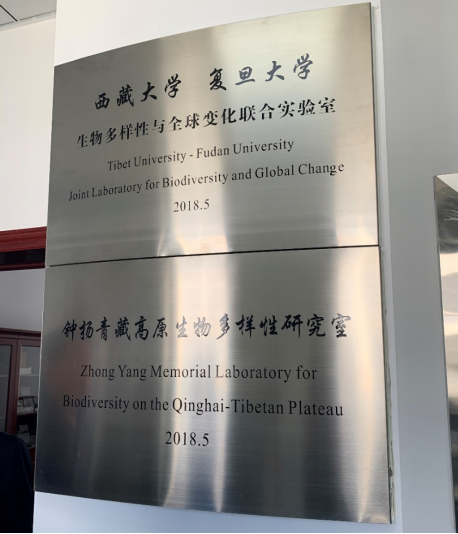 西藏大学 复旦大学
生物多样性与全球变化联合实验室
Tibet University - Fudan University
Joint Laboratory for Biodiversity and Global Change
2018.5
钟扬青藏高原生物多样性研究室
Zhong Yang Memorial Laboratory for
Biodiversity on the Qinghai-Tibetan Plateau
2018.5